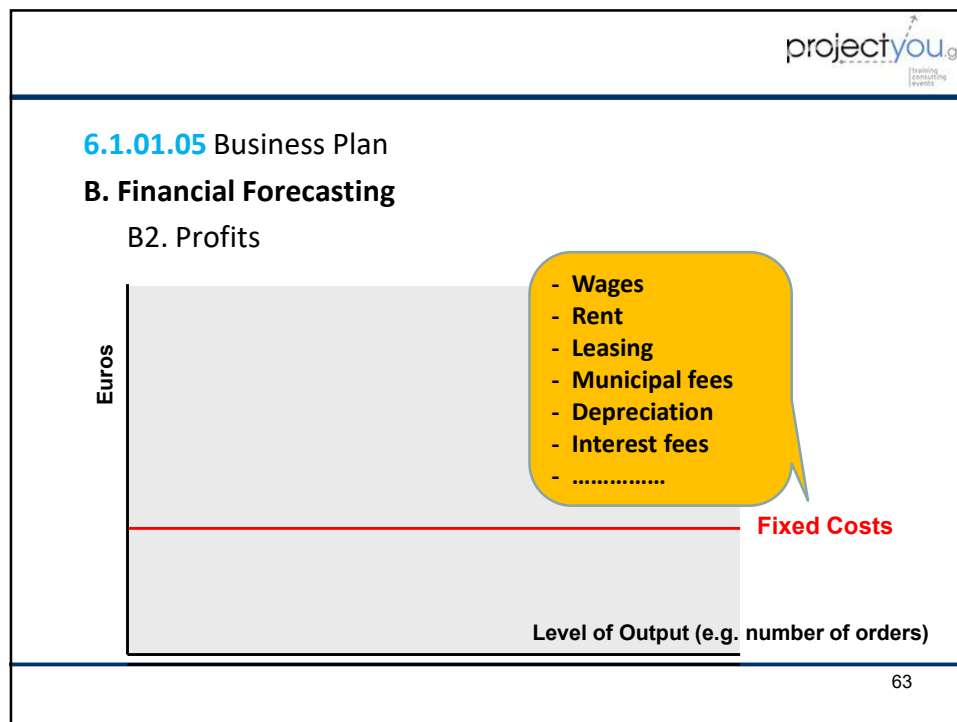 projectyou.g
training
consulting
events
6.1.01.05 Business Plan
B. Financial Forecasting
B2. Profits
- Wages
- Rent
- Leasing
- Municipal fees
- Depreciation
- Interest fees
- ……………
Euros
Fixed Costs
Level of Output (e.g. number of orders)
63